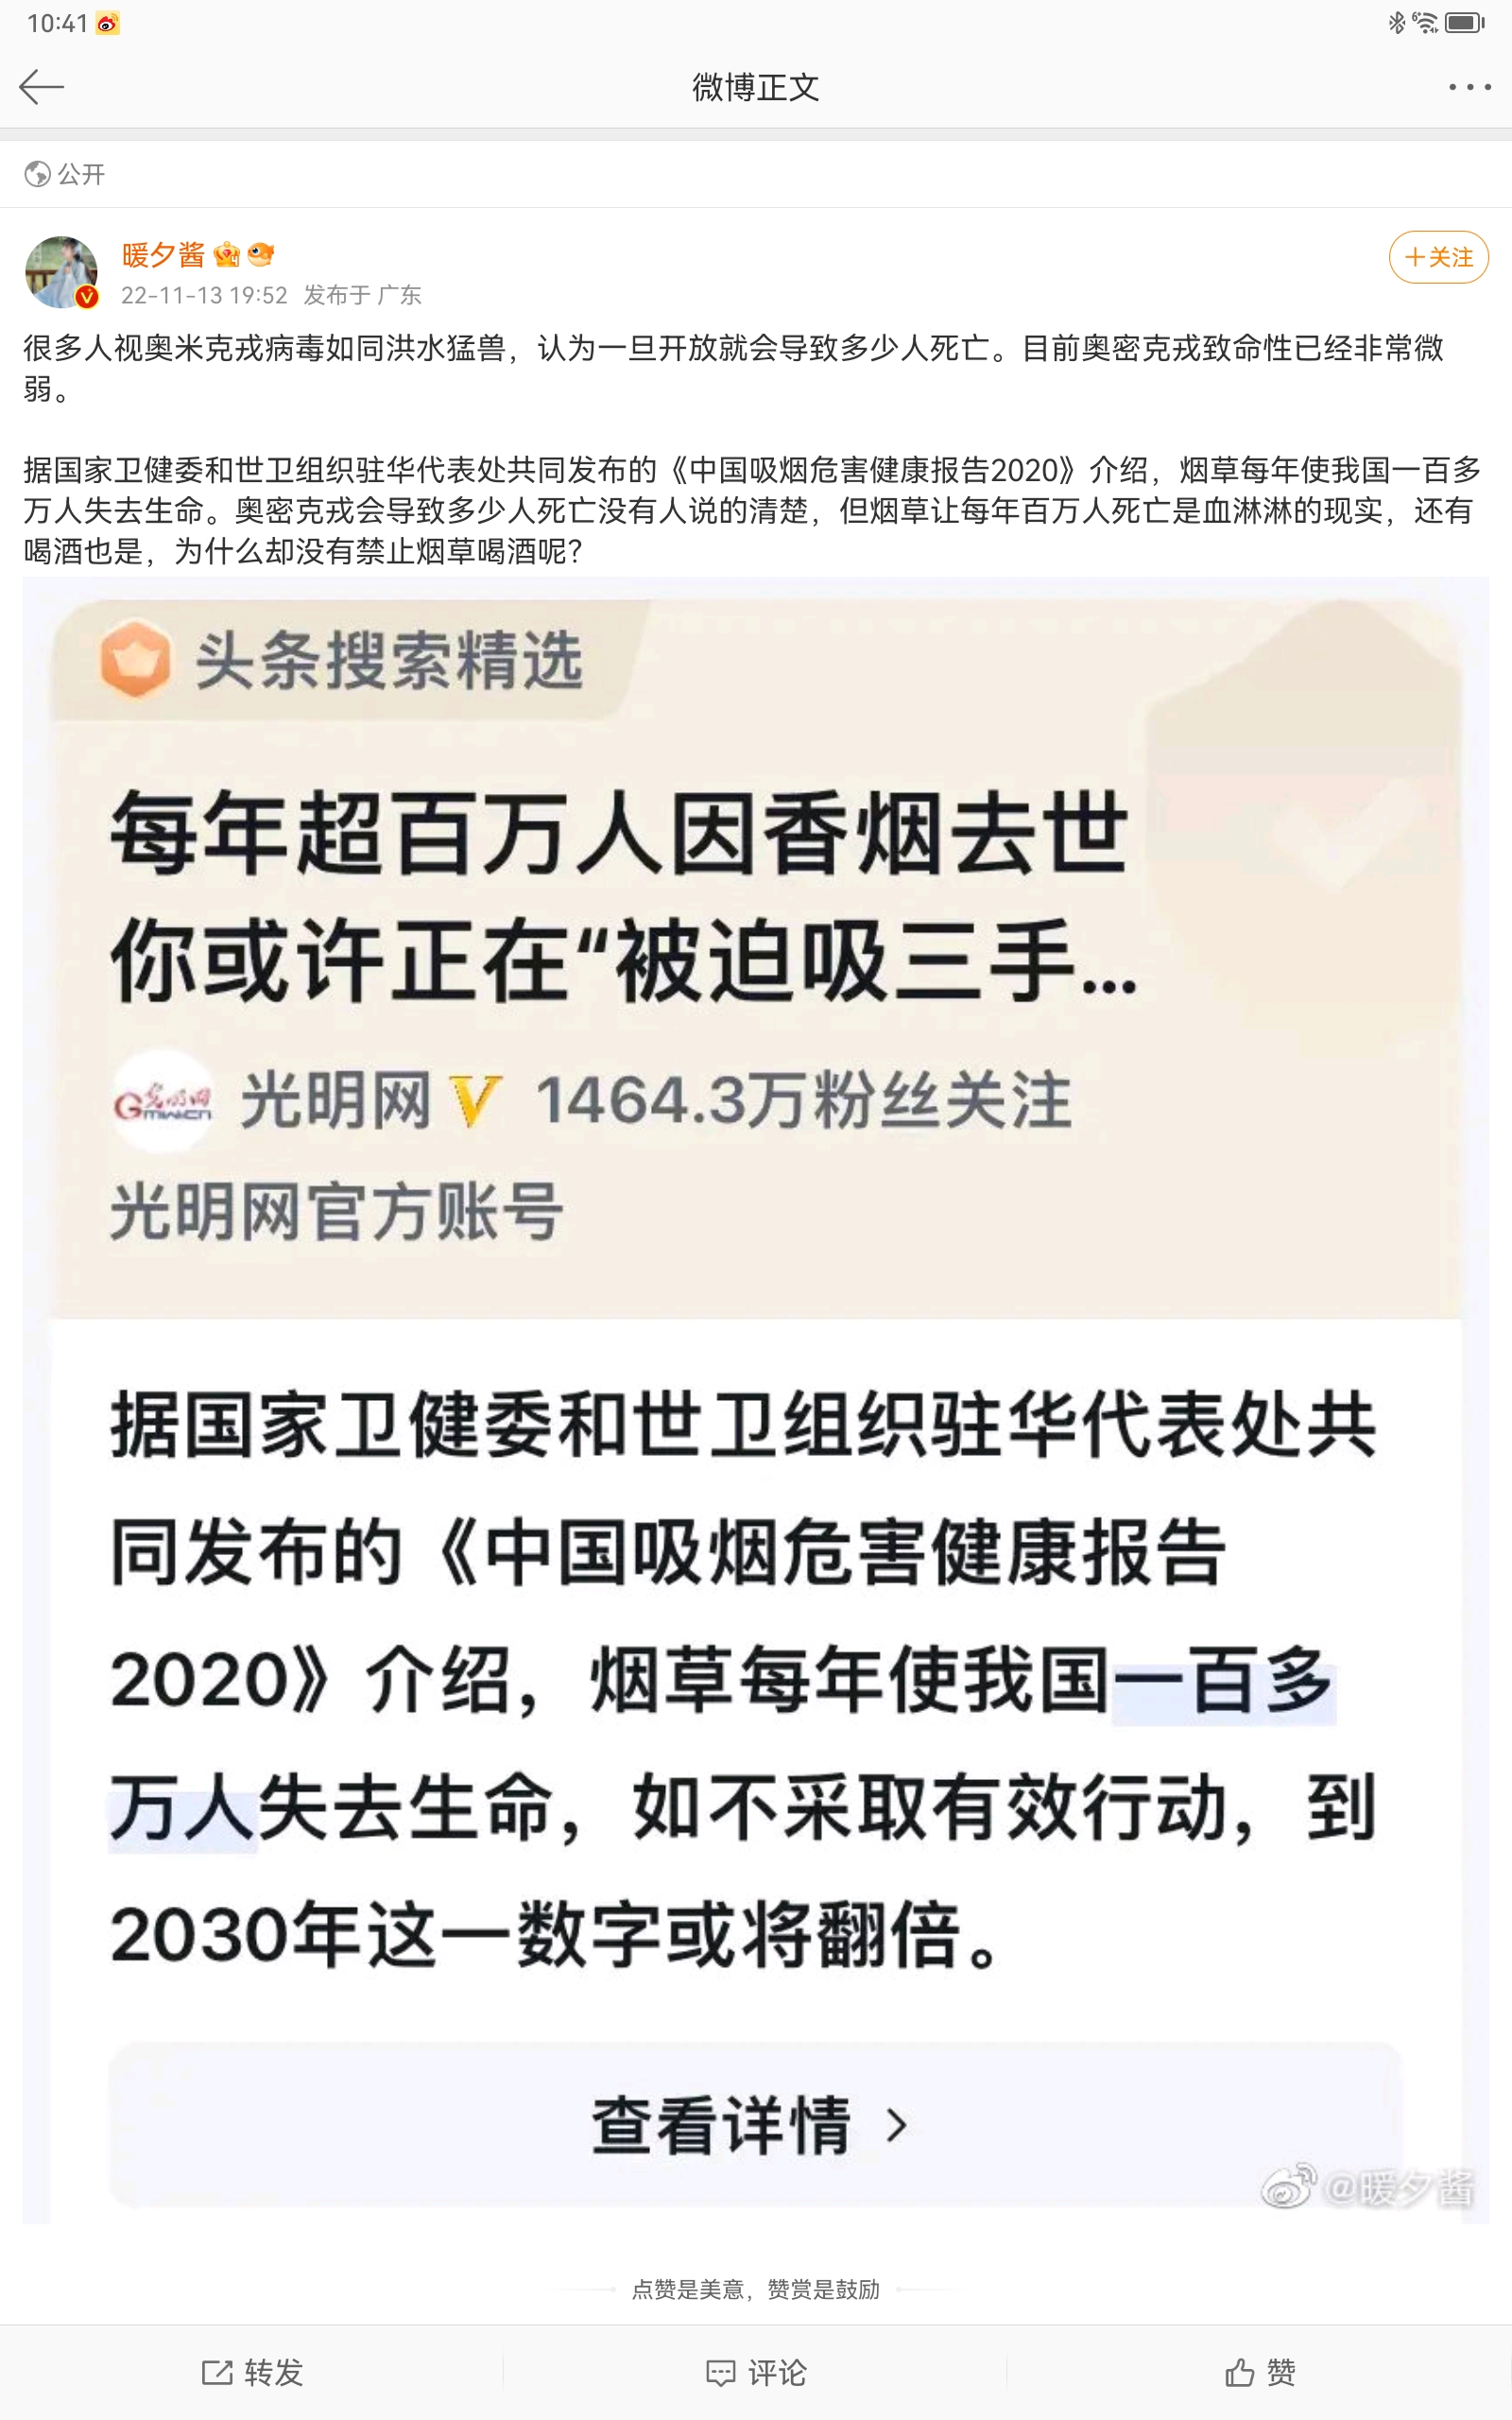 10:41
微博正文
公开
暖夕酱
+关注
22-11-13 19:52 发布于 广东
很多人视奥米克戎病毒如同洪水猛兽，认为一旦开放就会导致多少人死亡。目前奥密克戎致命性已经非常微
弱。
据国家卫健委和世卫组织驻华代表处共同发布的《中国吸烟危害健康报告2020》介绍，烟草每年使我国一百多
万人失去生命。奥密克戎会导致多少人死亡没有人说的清楚，但烟草让每年百万人死亡是血淋淋的现实，还有
喝酒也是，为什么却没有禁止烟草喝酒呢？
头条搜索精选
每年超百万人因香烟去世
你或许正在“被迫吸三手...
光明网 V 1464.3万粉丝关注
光明网官方账号
据国家卫健委和世卫组织驻华代表处共
同发布的《中国吸烟危害健康报告
2020》介绍，烟草每年使我国一百多
万人失去生命，如不采取有效行动，到
2030年这一数字或将翻倍。
查看详情 >
@暖夕酱
点赞是美意，赞赏是鼓励
转发
评论
赞